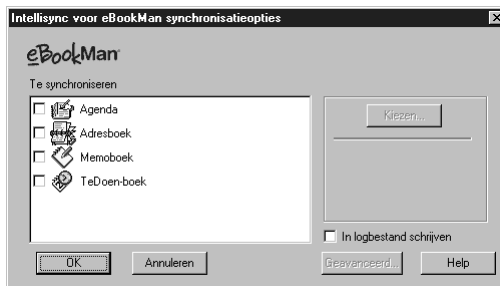 Intellisync voor eBookMan synchronisatieopties
eBookMan
Te synchroniseren
Agenda
Adresboek
Memoboek
TeDoen-boek
Kiezen...
In logbestand schrijven
OK
Annuleren
Geavanceerd...
Help